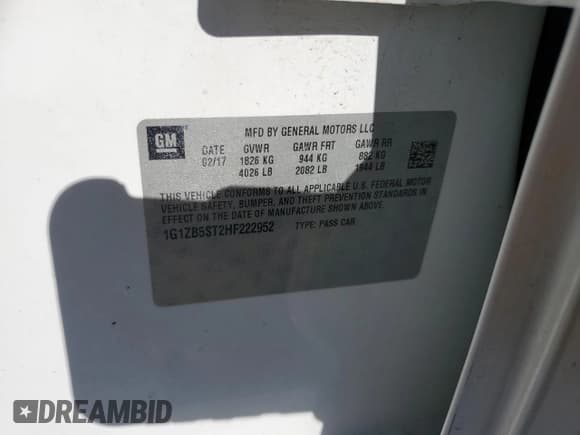 GM
MFD BY GENERAL MOTORS LLC
DATE GVWR GAWR FRT GAWR RR
02/17 1826 KG 944 KG 882 KG
4026 LB 2082 LB 1944 LB
THIS VEHICLE CONFORMS TO ALL APPLICABLE U.S. FEDERAL MOTOR
VEHICLE SAFETY, BUMPER, AND THEFT PREVENTION STANDARDS IN
EFFECT ON THE DATE OF MANUFACTURE SHOWN ABOVE.
1G1ZB5ST2HF222952 TYPE: PASS CAR
DREAMBID